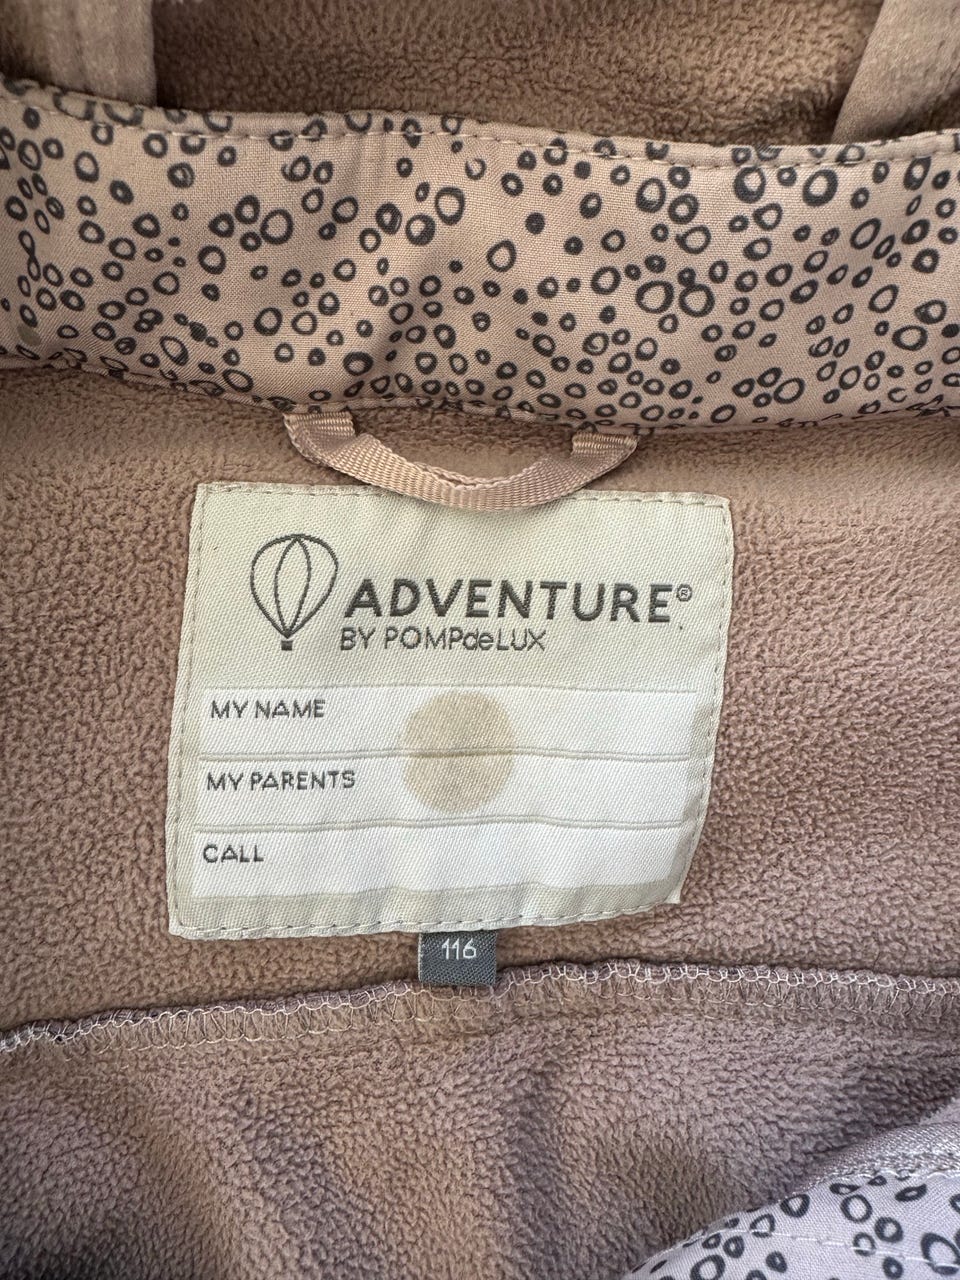 ADVENTURE®
BY POMPdeLUX
MY NAME
MY PARENTS
CALL
116